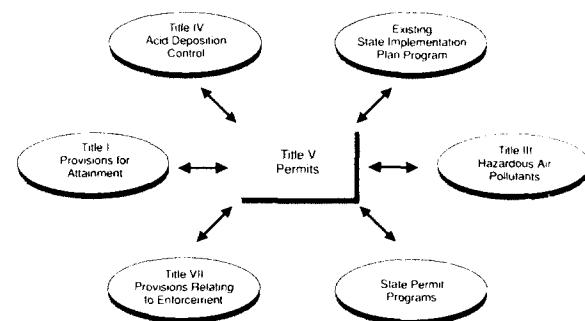 Title IV
Acid Deposition
Control
Existing
State Implementation
Plan Program
Title I
Provisions for
Attainment
Title V
Permits
Title III
Hazardous Air
Pollutants
Title VII
Provisions Relating
to Enforcement
State Permit
Programs